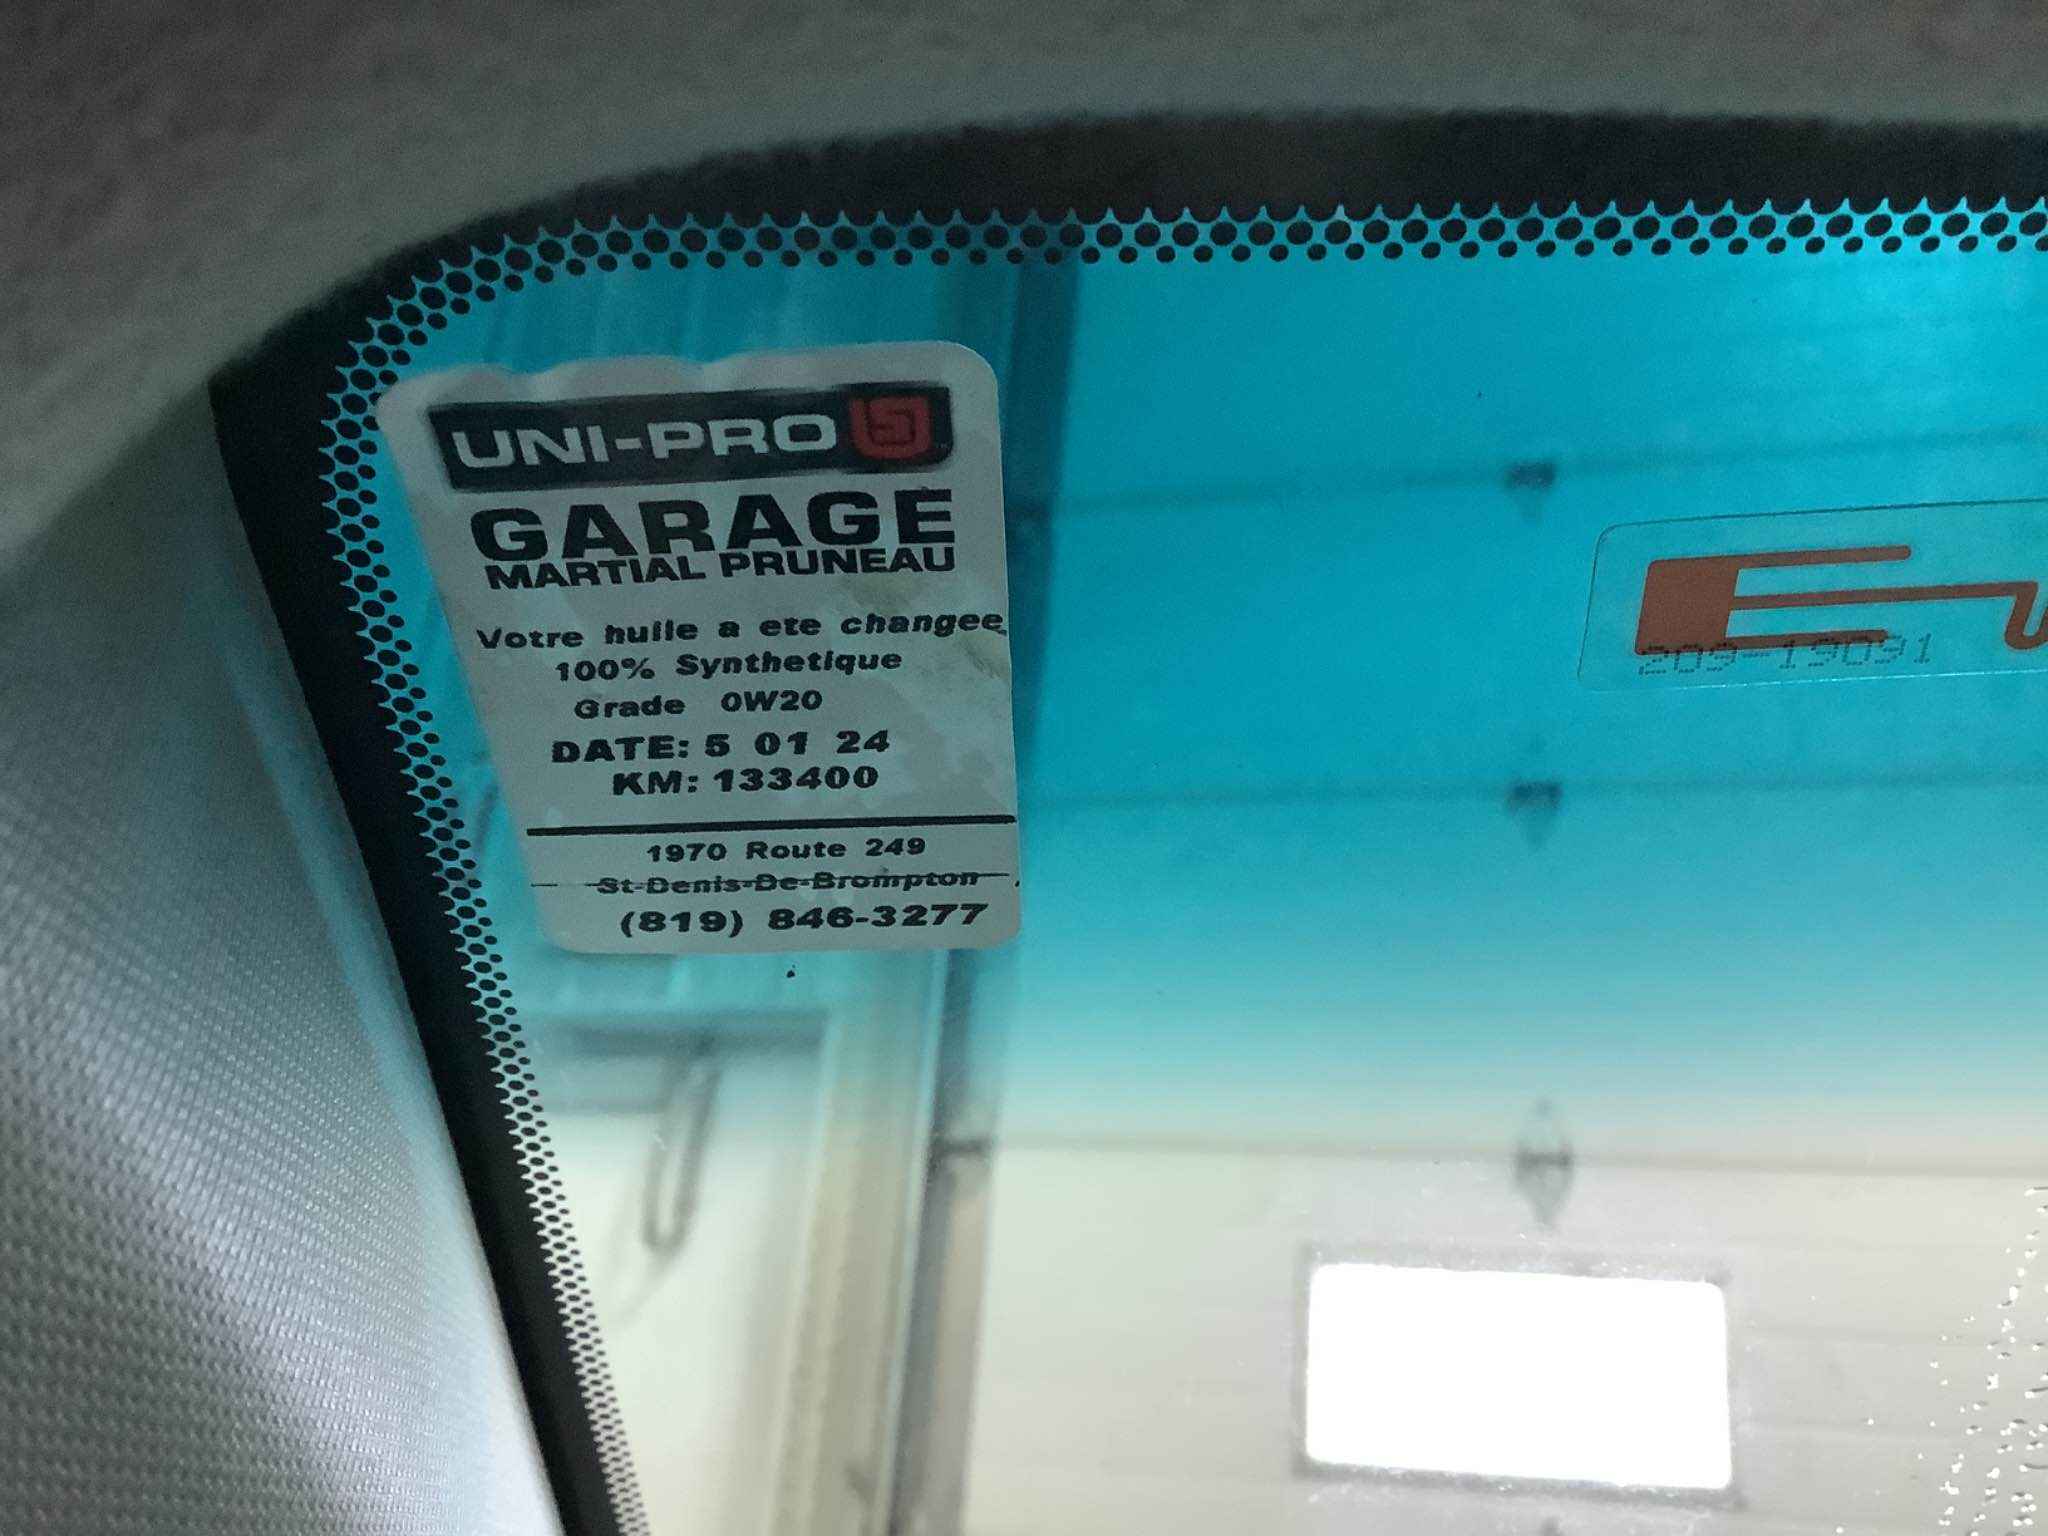 UNI-PRO
GARAGE
MARTIAL PRUNEAU
Votre huile a ete changee
100% Synthetique
Grade 0W20
DATE: 5 01 24
KM: 133400
1970 Route 249
St-Denis-De-Brompton
(819) 846-3277
209-19091